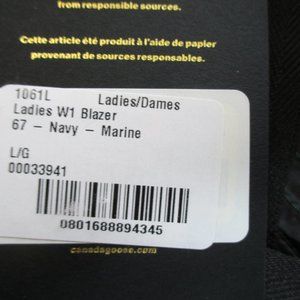 from responsible sources.
Cette article été produit à l'aide de papier
provenant de sources responsables.
1061L Ladies/Dames
Ladies W1 Blazer
67 – Navy – Marine
L/G
00033941
0801688894345
canadagoose.com